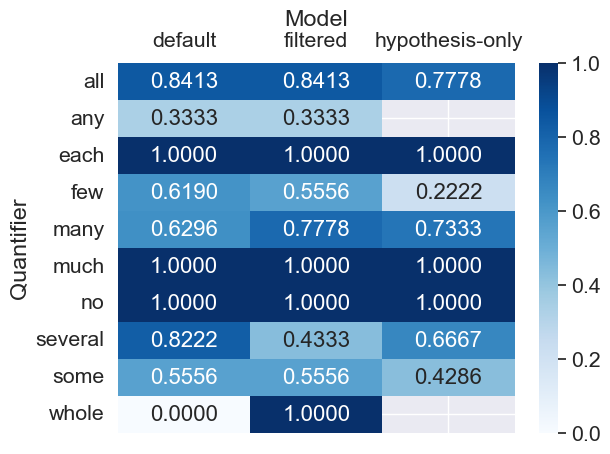 Model
default filtered hypothesis-only
Quantifier
all 0.8413 0.8413 0.7778
any 0.3333 0.3333
each 1.0000 1.0000 1.0000
few 0.6190 0.5556 0.2222
many 0.6296 0.7778 0.7333
much 1.0000 1.0000 1.0000
no 1.0000 1.0000 1.0000
several 0.8222 0.4333 0.6667
some 0.5556 0.5556 0.4286
whole 0.0000 1.0000
1.0
0.8
0.6
0.4
0.2
0.0